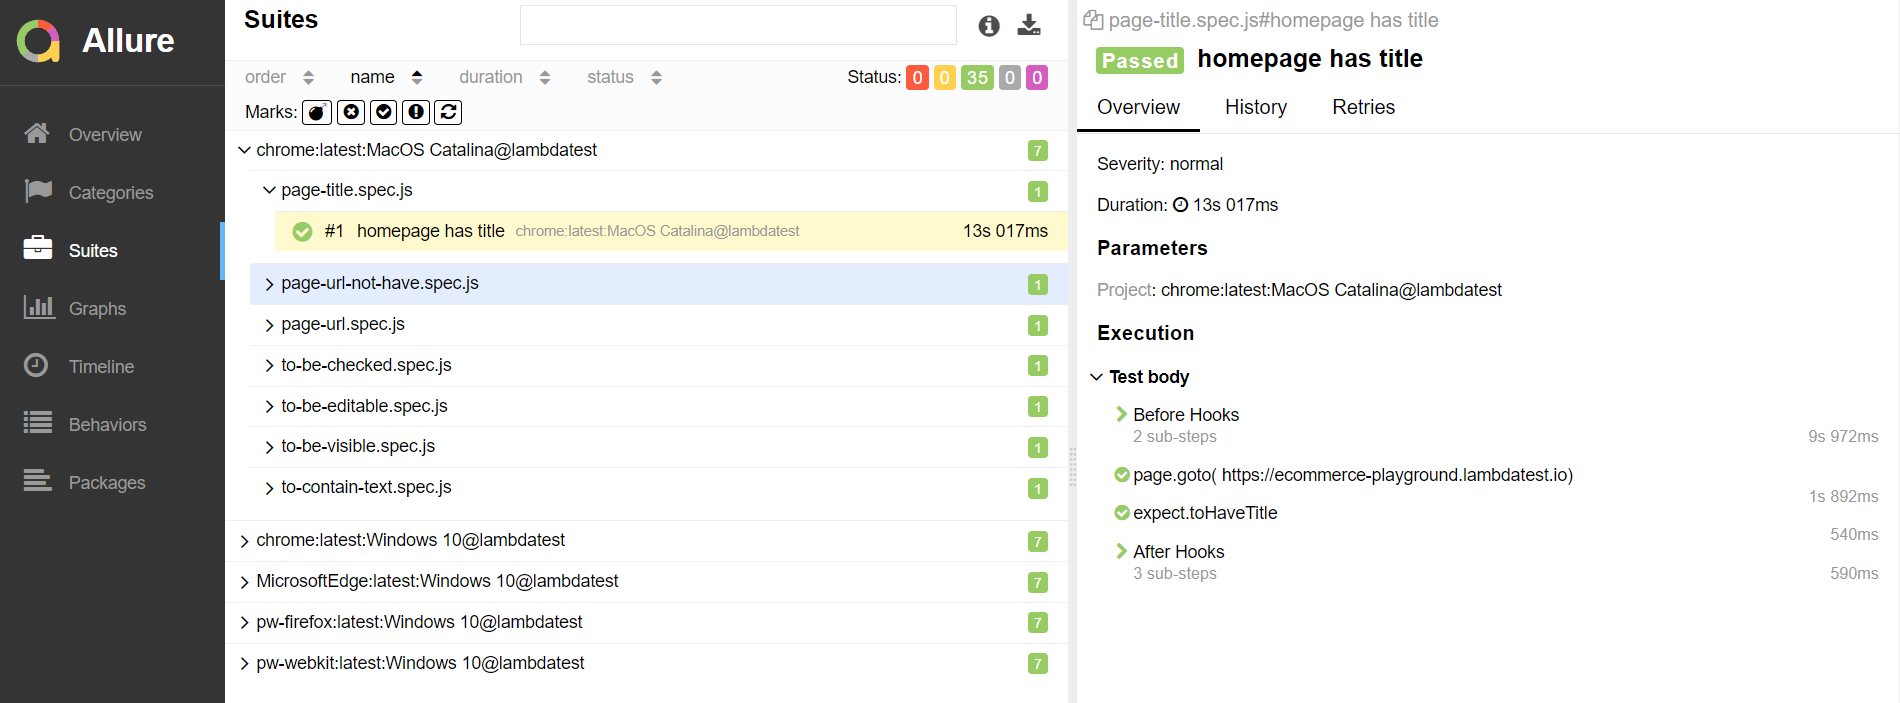 Allure
Overview
Categories
Suites
Graphs
Timeline
Behaviors
Packages
Suites
order name duration status Status: 0 0 35 0 0
Marks:
chrome:latest:MacOS Catalina@lambdatest 7
page-title.spec.js 1
#1 homepage has title chrome:latest:MacOS Catalina@lambdatest 13s 017ms
page-url-not-have.spec.js 1
page-url.spec.js 1
to-be-checked.spec.js 1
to-be-editable.spec.js 1
to-be-visible.spec.js 1
to-contain-text.spec.js 1
chrome:latest:Windows 10@lambdatest 7
MicrosoftEdge:latest:Windows 10@lambdatest 7
pw-firefox:latest:Windows 10@lambdatest 7
pw-webkit:latest:Windows 10@lambdatest 7
page-title.spec.js#homepage has title
Passed homepage has title
Overview History Retries
Severity: normal
Duration: 13s 017ms
Parameters
Project: chrome:latest:MacOS Catalina@lambdatest
Execution
Test body
Before Hooks
2 sub-steps 9s 972ms
page.goto( https://ecommerce-playground.lambdatest.io)
1s 892ms
expect.toHaveTitle
540ms
After Hooks
3 sub-steps 590ms